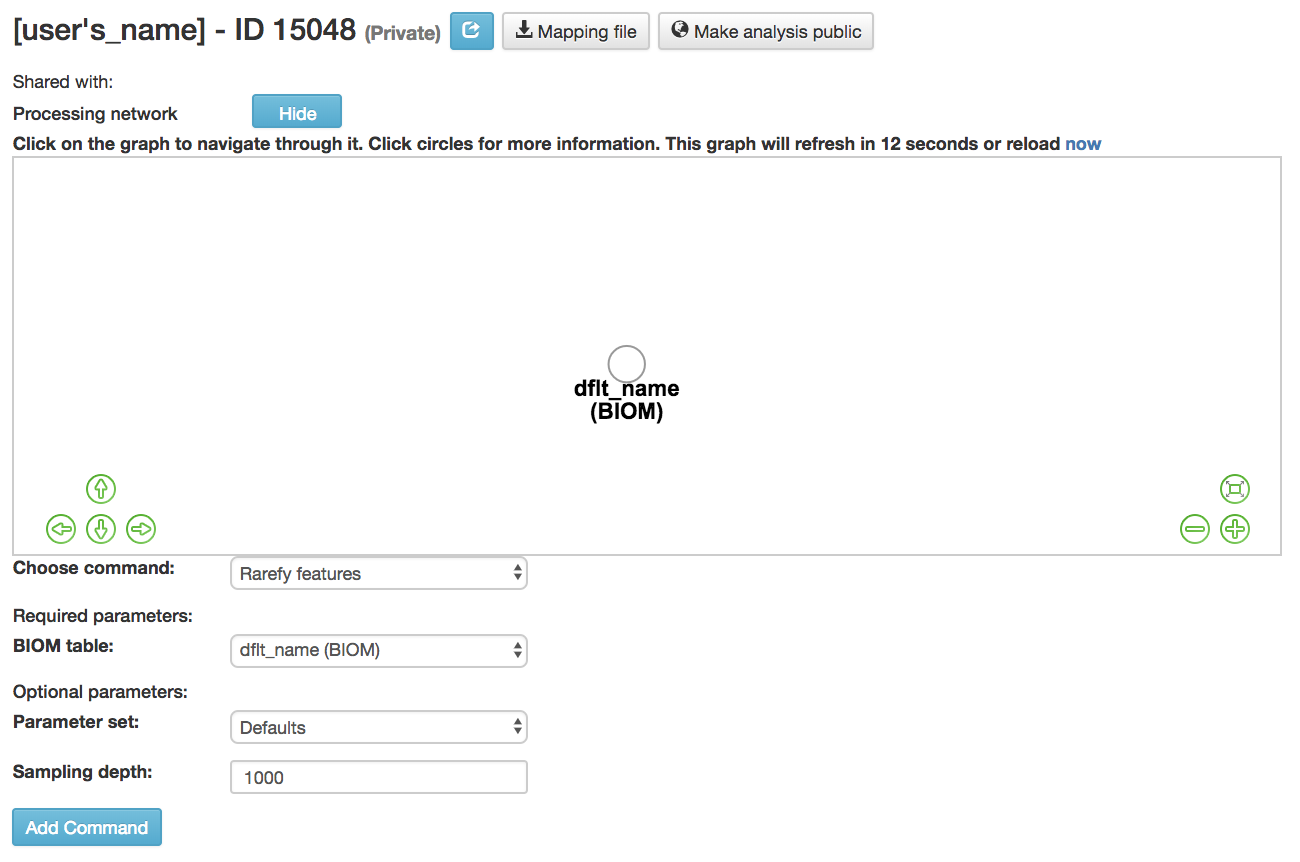 [user's_name] - ID 15048 (Private) Mapping file Make analysis public
Shared with:
Processing network Hide
Click on the graph to navigate through it. Click circles for more information. This graph will refresh in 12 seconds or reload now
dflt_name
(BIOM)
Choose command: Rarefy features
Required parameters:
BIOM table: dflt_name (BIOM)
Optional parameters:
Parameter set: Defaults
Sampling depth: 1000
Add Command